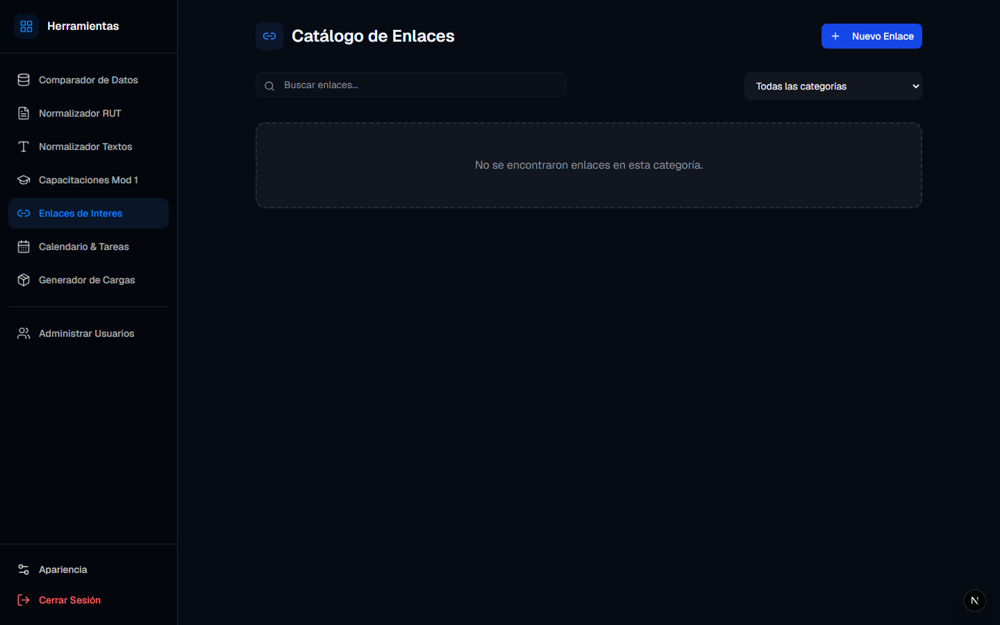 Herramientas
Comparador de Datos
Normalizador RUT
Normalizador Textos
Capacitaciones Mod 1
Enlaces de Interes
Calendario & Tareas
Generador de Cargas
Administrar Usuarios
Apariencia
Cerrar Sesión
Catálogo de Enlaces
Nuevo Enlace
Buscar enlaces...
Todas las categorías
No se encontraron enlaces en esta categoría.
N